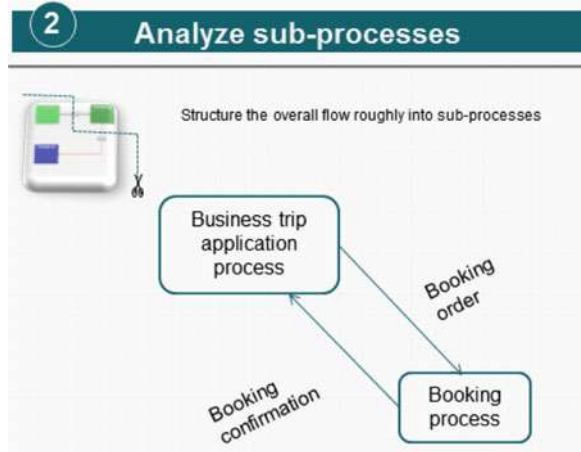 2
Analyze sub-processes
Structure the overall flow roughly into sub-processes
Business trip
application
process
Booking
order
Booking
confirmation
Booking
process